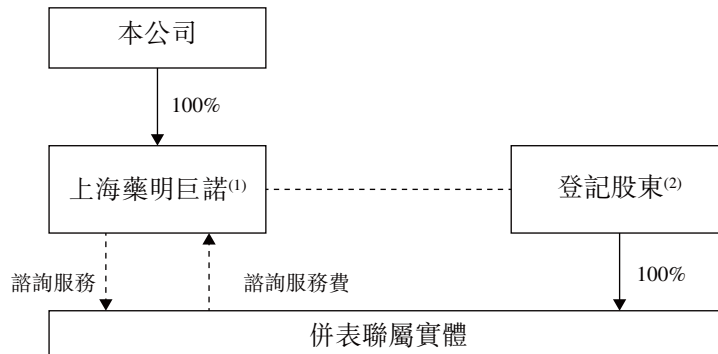 本公司
100%
上海藥明巨諾(1)
登記股東(2)
諮詢服務
諮詢服務費
100%
併表聯屬實體